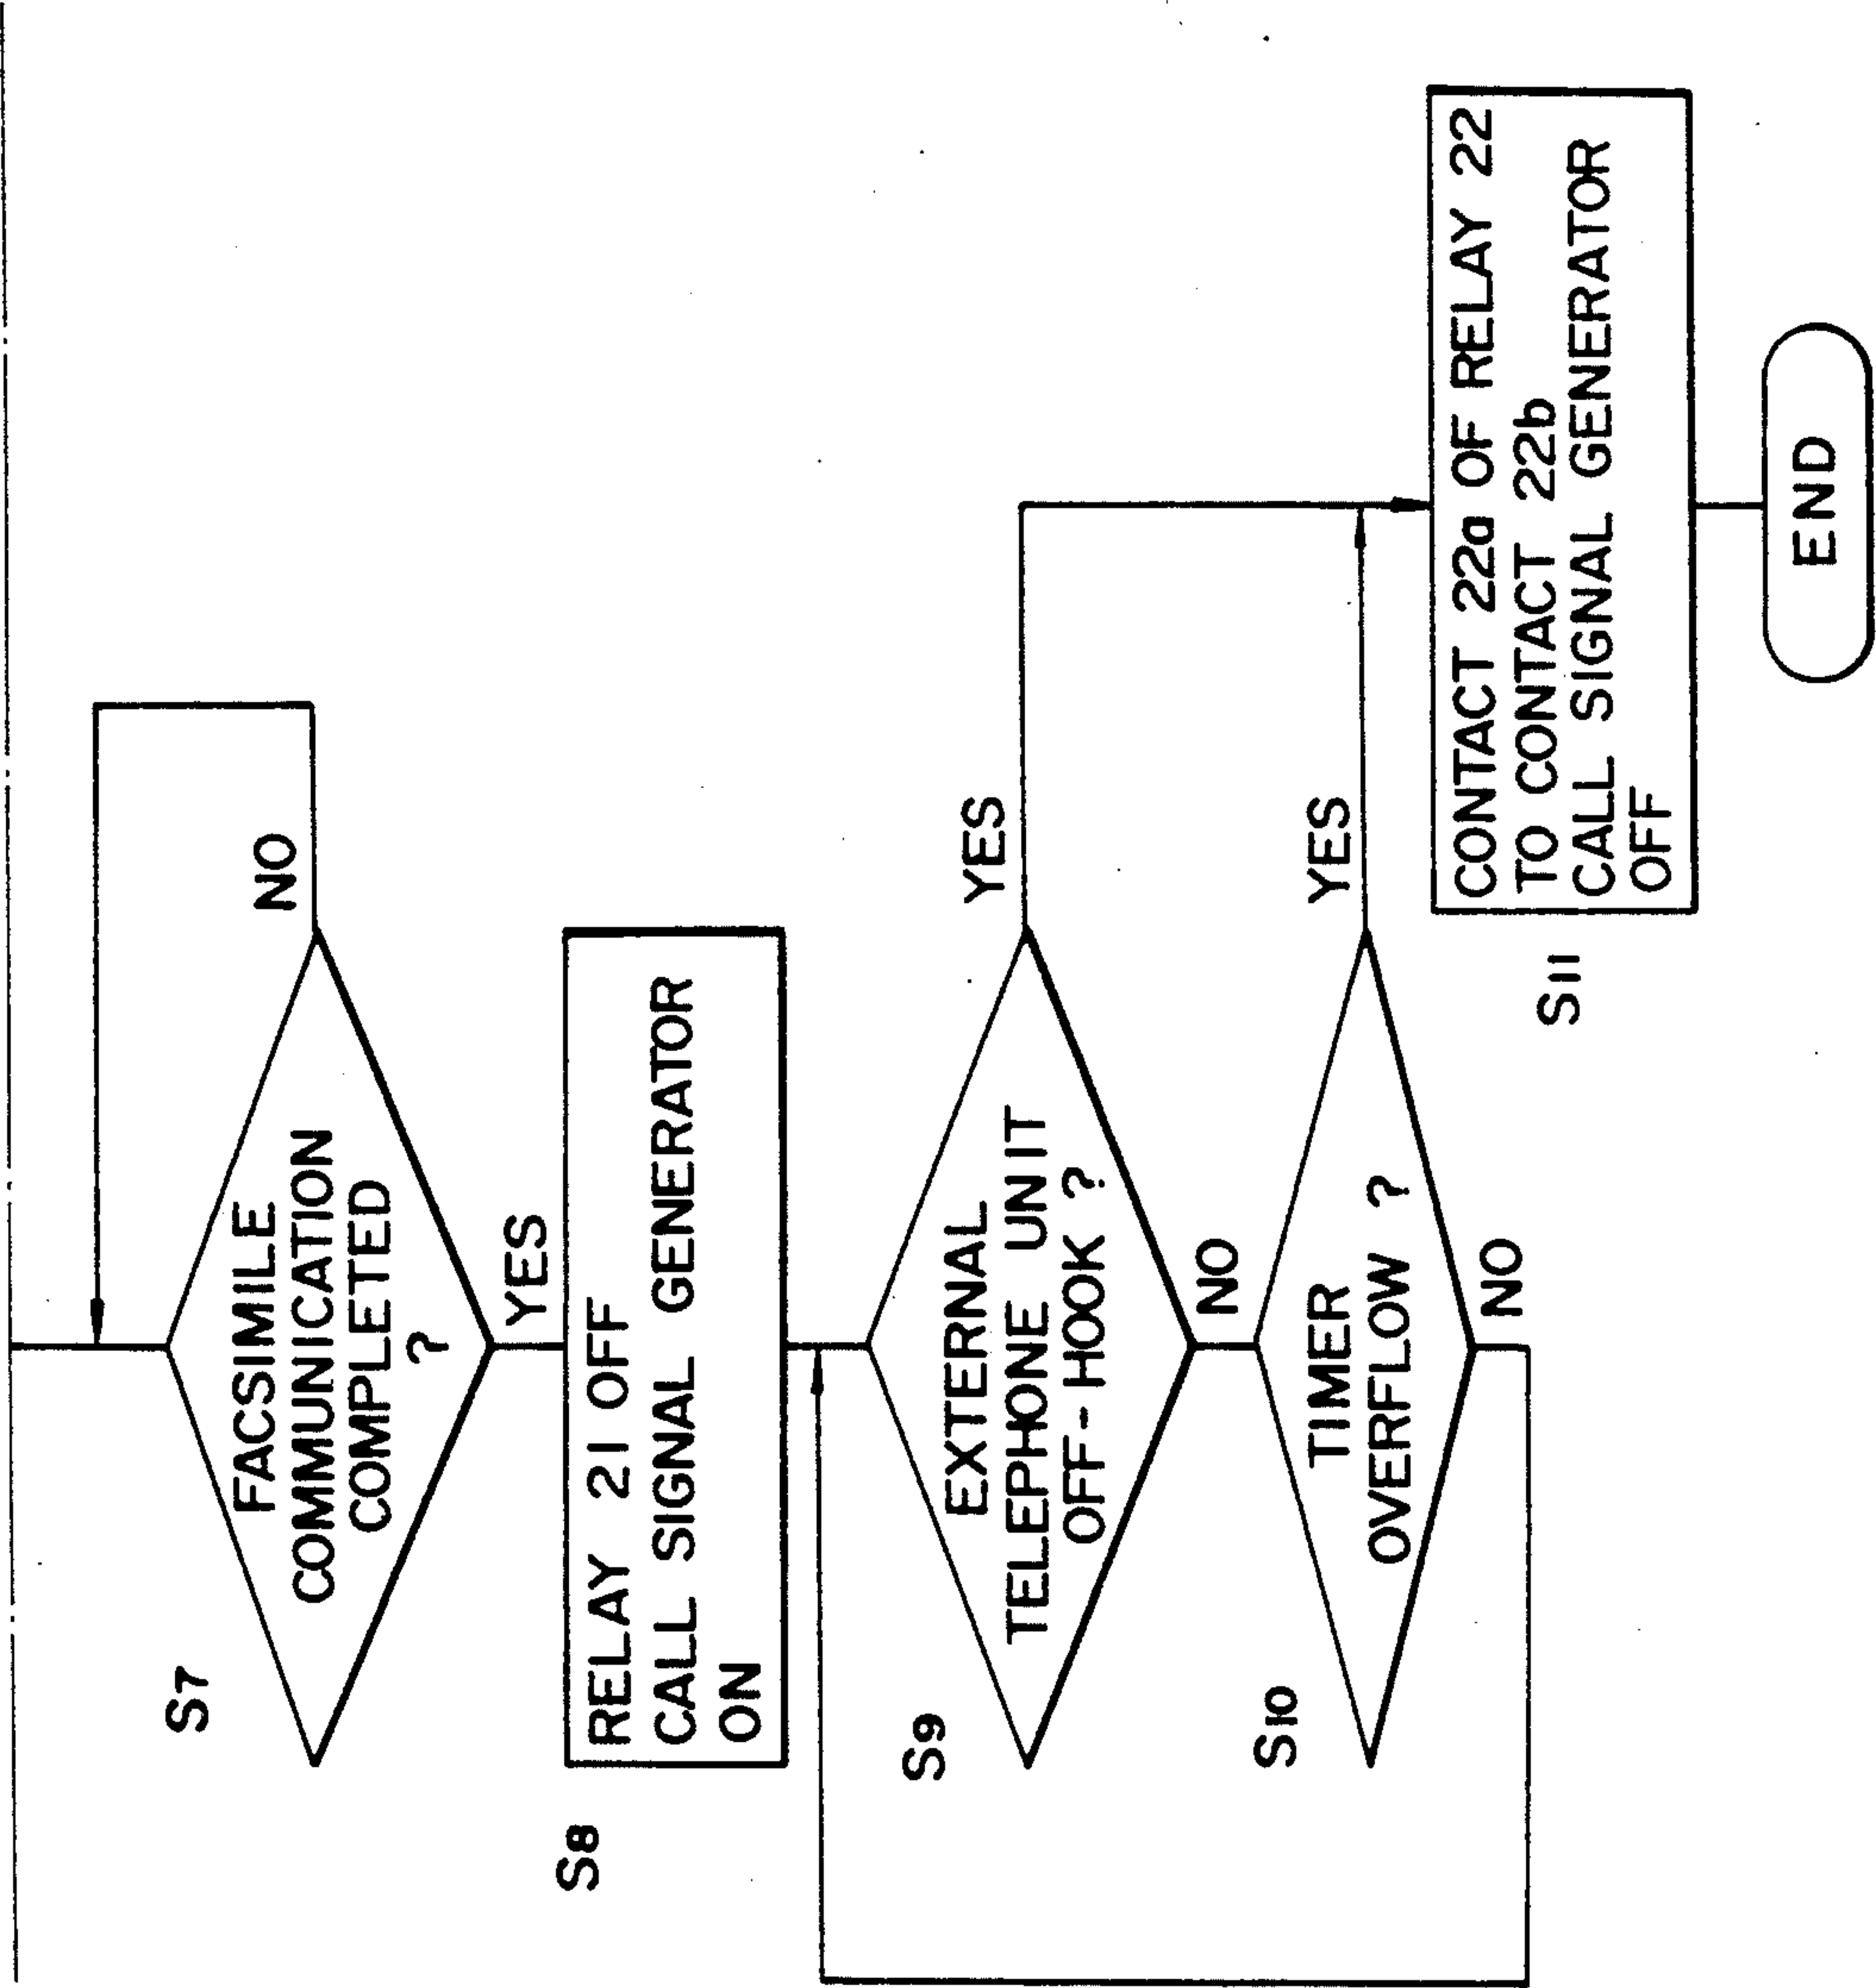 S7
FACSIMILE
COMMUNICATION
COMPLETED
?
NO
YES
S8
RELAY 21 OFF
CALL SIGNAL GENERATOR
ON
S9
EXTERNAL
TELEPHONE UNIT
OFF-HOOK ?
YES
NO
S10
TIMER
OVERFLOW ?
YES
NO
S11
CONTACT 22a OF RELAY 22
TO CONTACT 22b
CALL SIGNAL GENERATOR
OFF
END